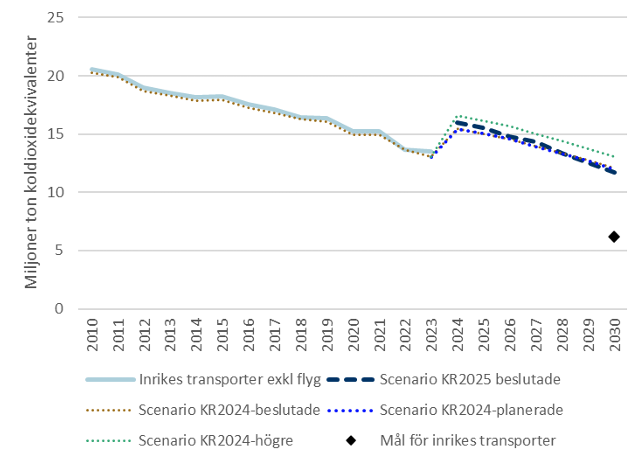 Miljoner ton koldioxidekvivalenter
25
20
15
10
5
0
2010 2011 2012 2013 2014 2015 2016 2017 2018 2019 2020 2021 2022 2023 2024 2025 2026 2027 2028 2029 2030
Inrikes transporter exkl flyg Scenario KR2025 beslutade
Scenario KR2024-beslutade Scenario KR2024-planerade
Scenario KR2024-högre Mål för inrikes transporter